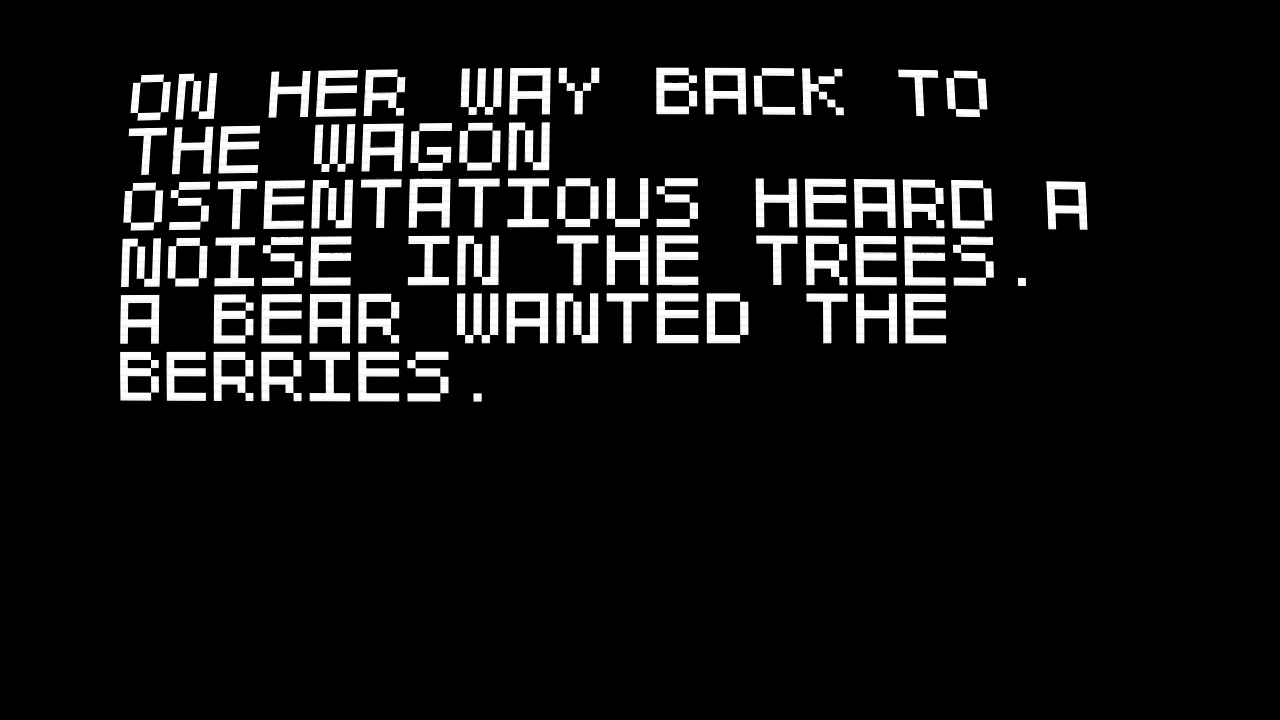 ON HER WAY BACK TO
THE WAGON
OSTENTATIOUS HEARD A
NOISE IN THE TREES.
A BEAR WANTED THE
BERRIES.